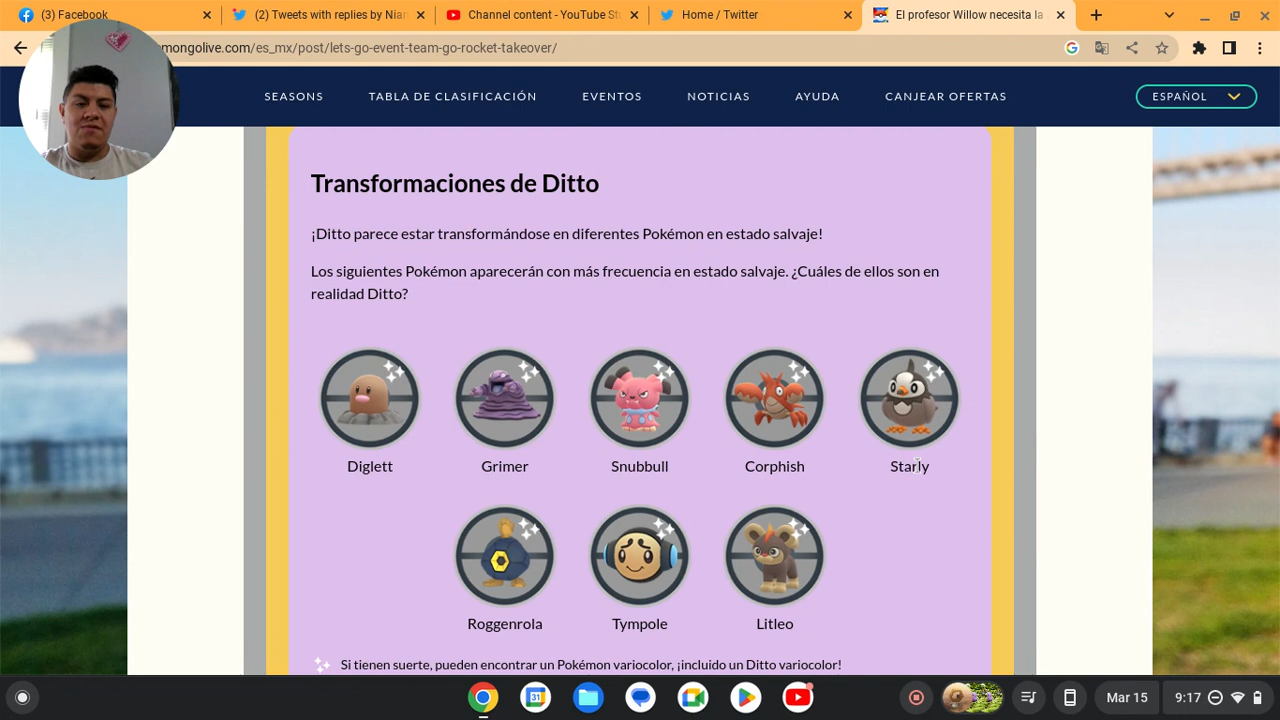 (3) Facebook
(2) Tweets with replies by Nian
Channel content - YouTube Stu
Home / Twitter
El profesor Willow necesita la
mongolive.com/es_mx/post/lets-go-event-team-go-rocket-takeover/
SEASONS TABLA DE CLASIFICACIÓN EVENTOS NOTICIAS AYUDA CANJEAR OFERTAS ESPAÑOL
Transformaciones de Ditto
¡Ditto parece estar transformándose en diferentes Pokémon en estado salvaje!
Los siguientes Pokémon aparecerán con más frecuencia en estado salvaje. ¿Cuáles de ellos son en
realidad Ditto?
Diglett Grimer Snubbull Corphish Starly
Roggenrola Tympole Litleo
Si tienen suerte, pueden encontrar un Pokémon variocolor, ¡incluido un Ditto variocolor!
31
Mar 15 9:17